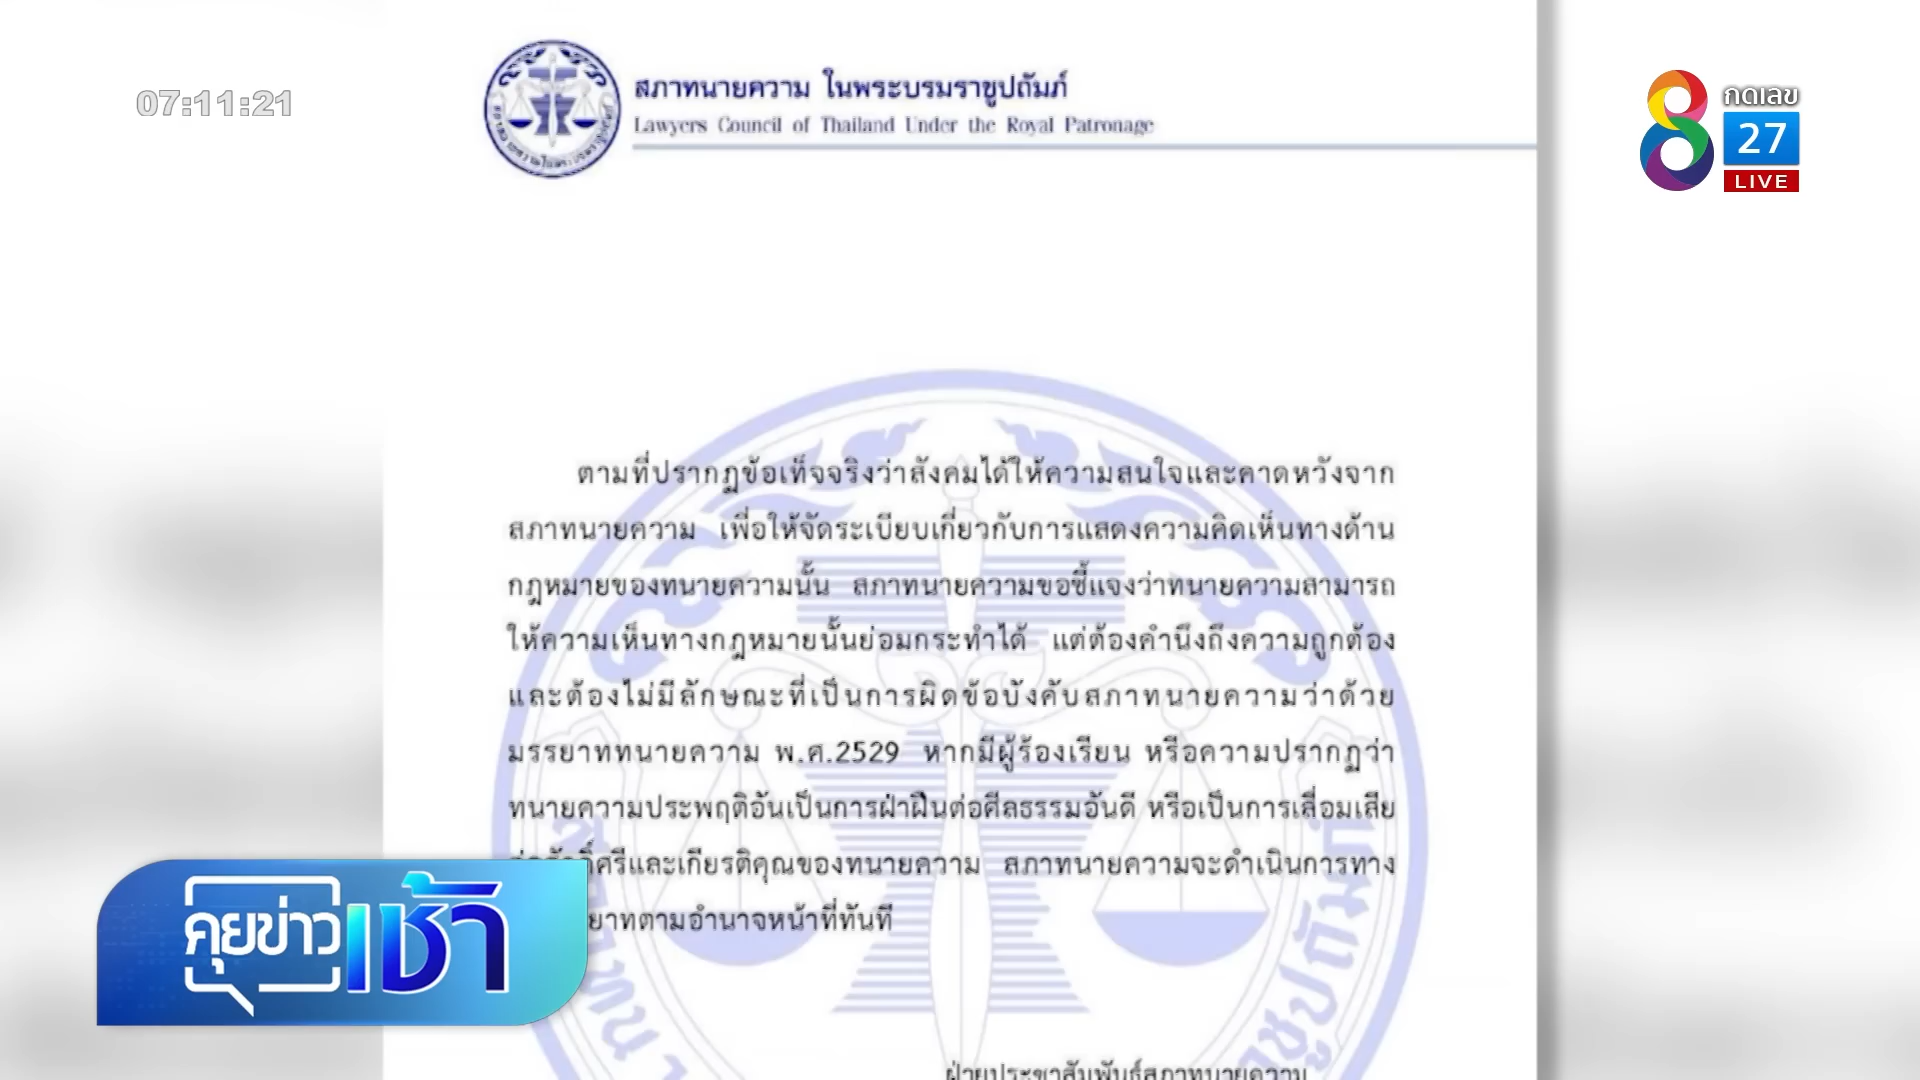 07:11:21
สภาทนายความ ในพระบรมราชูปถัมภ์
Lawyers Council of Thailand Under the Royal Patronage
กดเลข
27
LIVE
ตามที่ปรากฏข้อเท็จจริงว่าสังคมได้ให้ความสนใจและคาดหวังจาก
สภาทนายความ เพื่อให้จัดระเบียบเกี่ยวกับการแสดงความคิดเห็นทางด้าน
กฎหมายของทนายความนั้น สภาทนายความขอชี้แจงว่าทนายความสามารถ
ให้ความเห็นทางกฎหมายนั้นย่อมกระทำได้ แต่ต้องคำนึงถึงความถูกต้อง
และต้องไม่มีลักษณะที่เป็นการผิดข้อบังคับสภาทนายความว่าด้วย
มรรยาททนายความ พ.ศ.2529 หากมีผู้ร้องเรียน หรือความปรากฏว่า
ทนายความประพฤติอันเป็นการฝ่าฝืนต่อศีลธรรมอันดี หรือเป็นการเสื่อมเสีย
ศรีและเกียรติคุณของทนายความ สภาทนายความจะดำเนินการทาง
ยาทตามอำนาจหน้าที่ทันที
ฝ่ายประชาสัมพันธ์สภาทนายความ
คุยข่าวเช้า